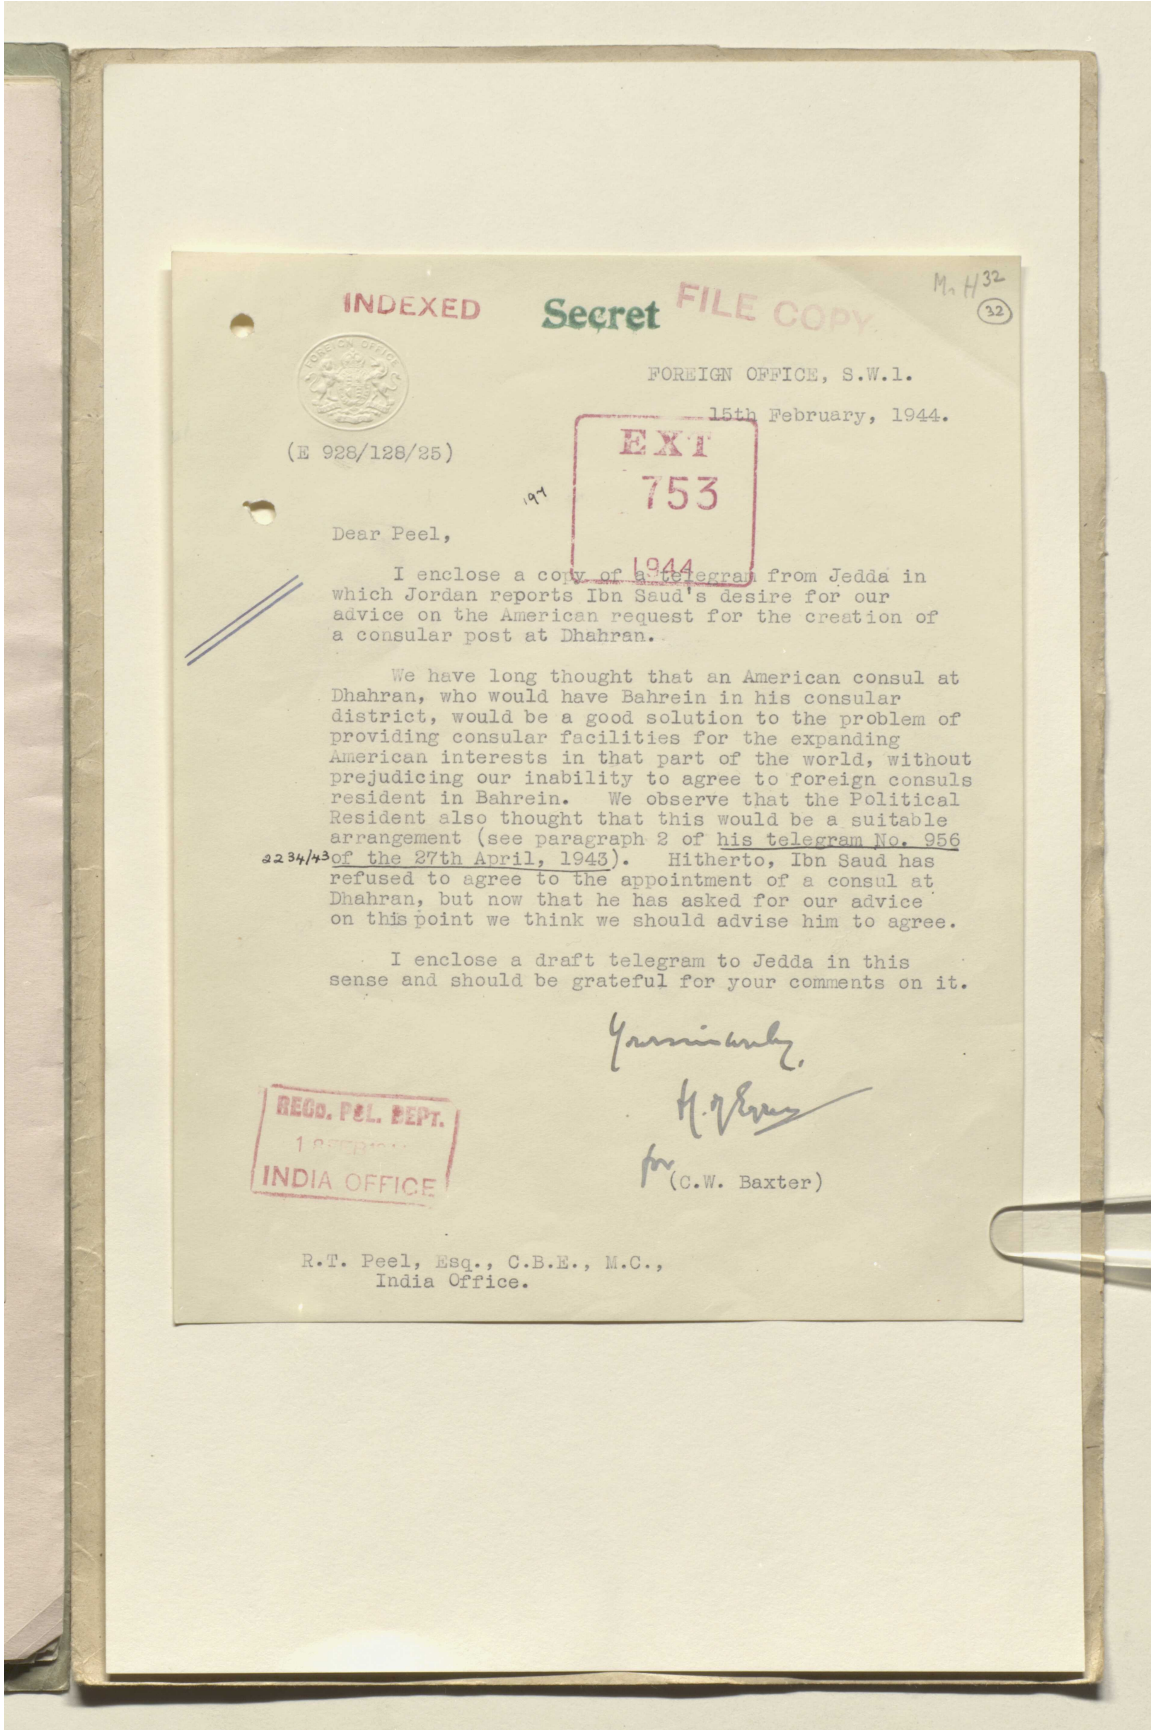 INDEXED
Secret
FILE COPY
32
32
FOREIGN OFFICE
FOREIGN OFFICE, S.W.1.
15th February, 1944.
EXT
753
1944
(E 928/128/25)
Dear Peel,
I enclose a copy of a telegram from Jedda in
which Jordan reports Ibn Saud's desire for our
advice on the American request for the creation of
a consular post at Dhahran.
We have long thought that an American consul at
Dhahran, who would have Bahrein in his consular
district, would be a good solution to the problem of
providing consular facilities for the expanding
American interests in that part of the world, without
prejudicing our inability to agree to foreign consuls
resident in Bahrein. We observe that the Political
Resident also thought that this would be a suitable
arrangement (see paragraph 2 of his telegram No. 956
2234/43 of the 27th April, 1943). Hitherto, Ibn Saud has
refused to agree to the appointment of a consul at
Dhahran, but now that he has asked for our advice
on this point we think we should advise him to agree.
I enclose a draft telegram to Jedda in this
sense and should be grateful for your comments on it.
Yours sincerely,
for
(C.W. Baxter)
RECD. POL. DEPT.
INDIA OFFICE
R.T. Peel, Esq., C.B.E., M.C.,
India Office.